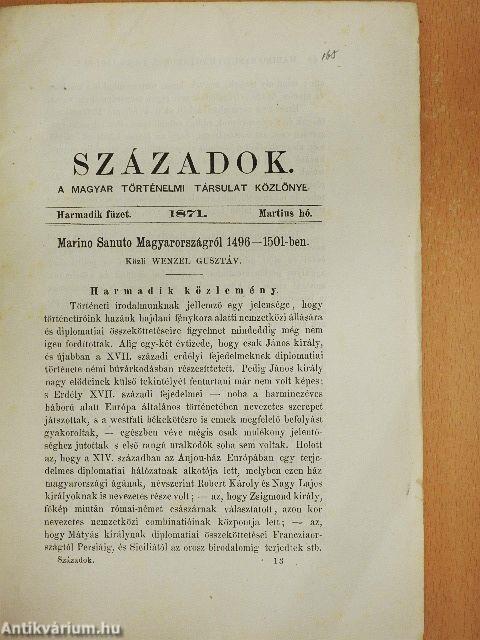 165
SZÁZADOK.
A MAGYAR TÖRTÉNELMI TÁRSULAT KÖZLÖNYE
Harmadik füzet. 1871. Martius hó.
Marino Sanuto Magyarországról 1496—1501-ben.
Közli WENZEL GUSZTÁV.
Harmadik közlemény.
Történeti irodalmunknak jellemző egy jelensége, hogy
történetiróink hazánk hajdani fénykora alatti nemzetközi állására
és diplomatiai összeköttetéseire figyelmet mindeddig még nem
igen fordítottak. Alig egy-két évtizede, hogy csak János király,
és újabban a XVII. századi erdélyi fejedelmeknek diplomatiai
története némi búvárkodásban részesíttetett. Pedig János király
nagy elődeinek külső tekintélyét fentartani már nem volt képes;
s Erdély XVII. századi fejedelmei — noha a harminczéves
háború alatt Európa általános történetében nevezetes szerepet
játszottak, s a westfali békekötésre is ennek megfelelő befolyást
gyakoroltak, — egészben véve mégis csak mulékony jelentő-
séghez jutottak s első rangú uralkodók soha sem voltak. Holott
az, hogy a XIV. században az Anjou-ház Európában egy terje-
delmes diplomatiai hálózatnak alkotója lett, melyben ezen ház
magyarországi ágának, névszerint Robert Károly és Nagy Lajos
királyoknak is nevezetes része volt; — az, hogy Zsigmond király,
főkép mintán római-német császárnak választatott, azon kor
nevezetes nemzetközi combinatióinak központja lett; — az,
hogy Mátyás királynak diplomatiai összeköttetései Francziaor-
szágtól Persiáig, és Siciliától az orosz birodalomig terjedtek stb.
Századok. 13
Antikvárium.hu